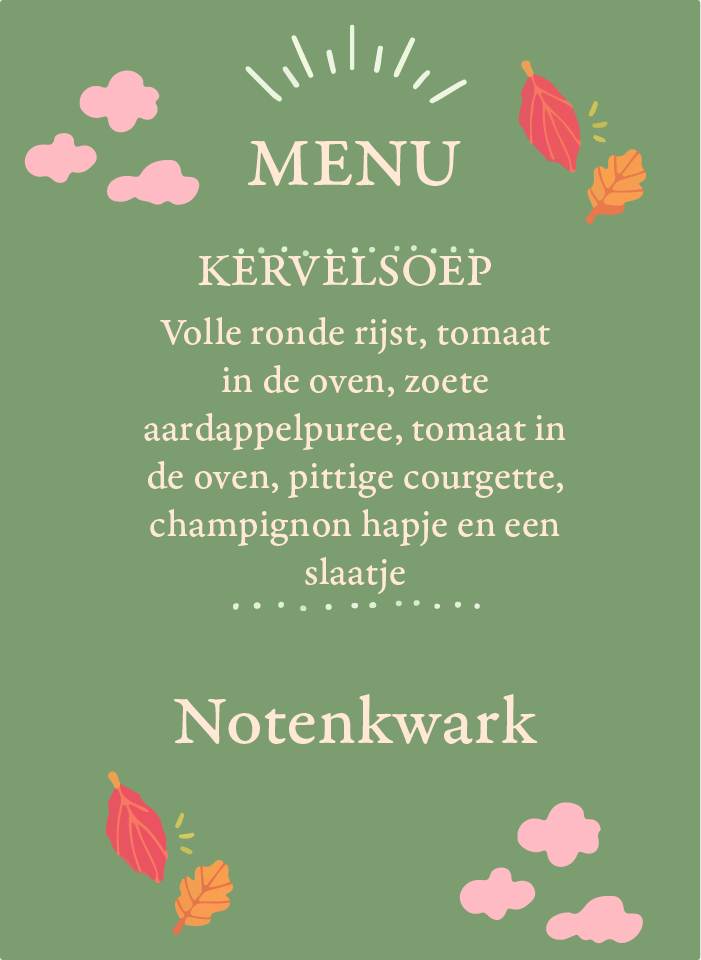 MENU
KERVELSOEP
Volle ronde rijst, tomaat
in de oven, zoete
aardappelpuree, tomaat in
de oven, pittige courgette,
champignon hapje en een
slaatje
Notenkwark